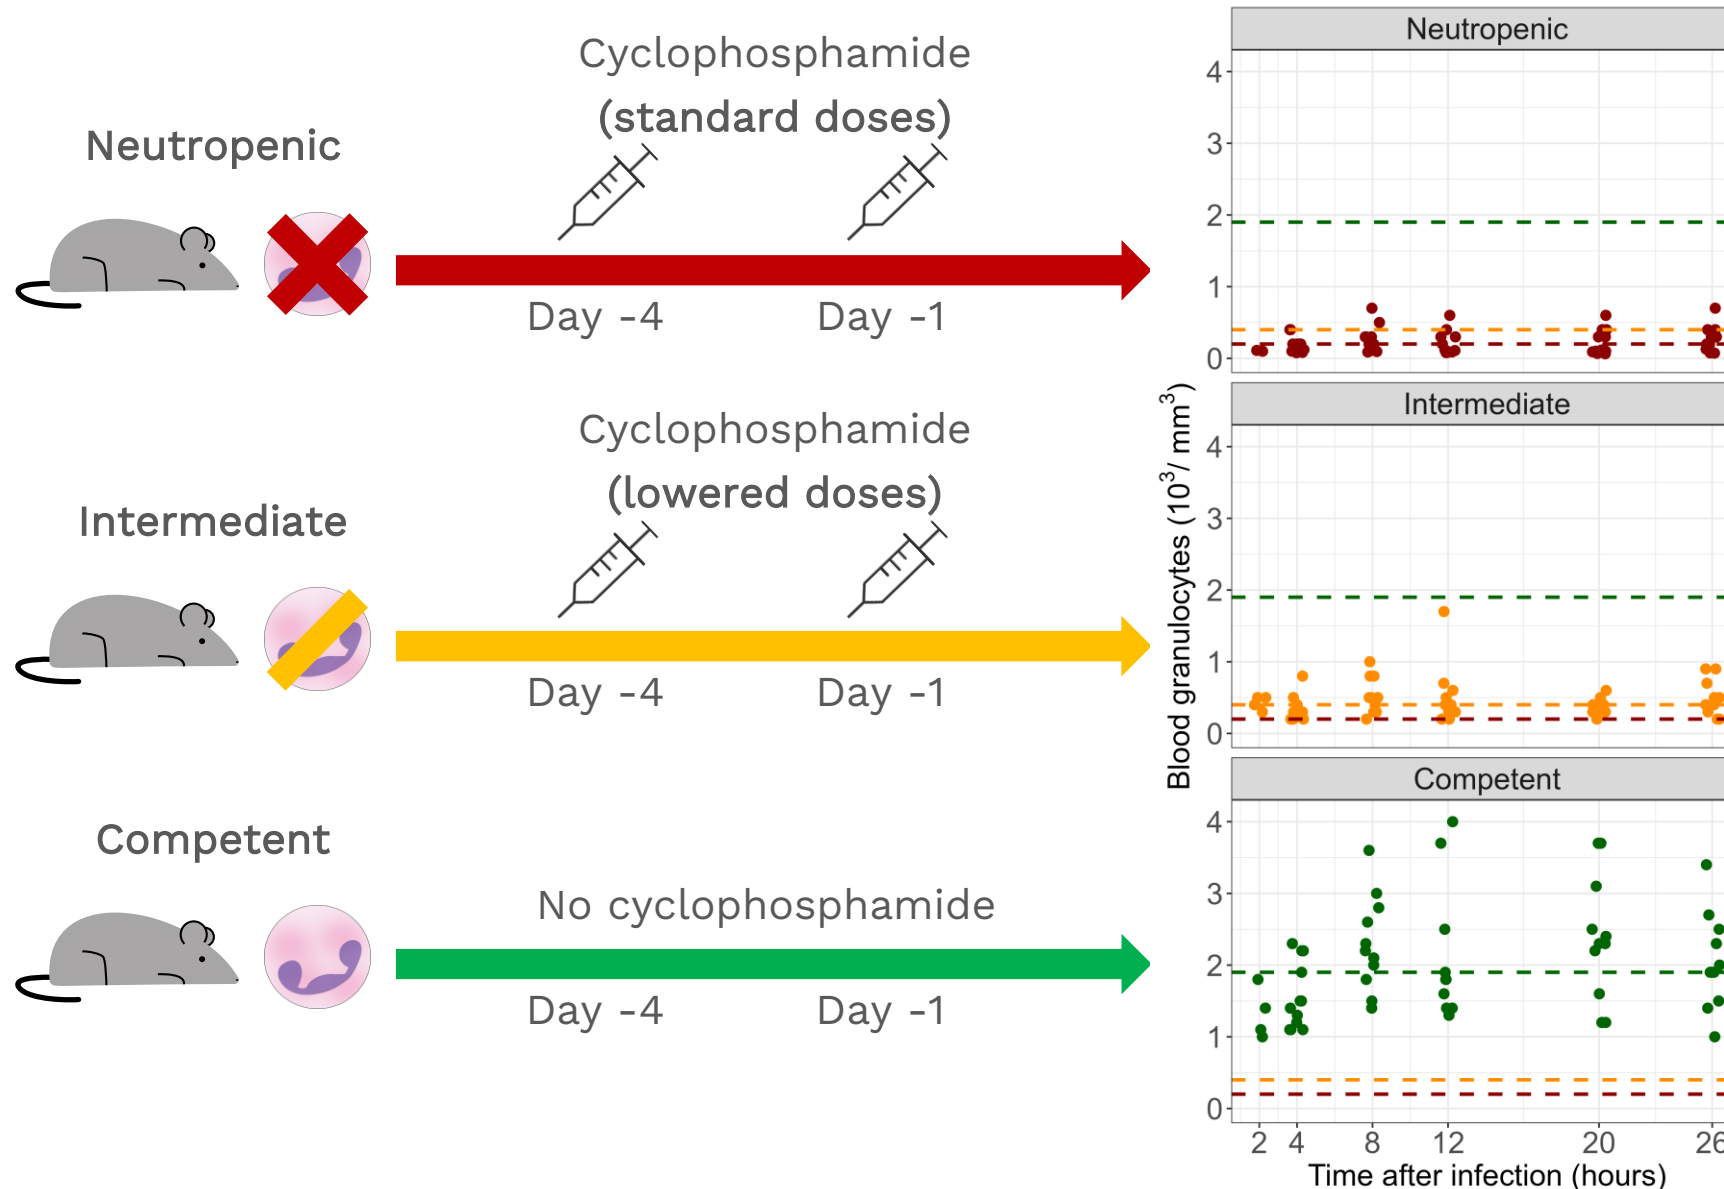 Neutropenic
Cyclophosphamide
(standard doses)
Day -4
Day -1
Intermediate
Cyclophosphamide
(lowered doses)
Day -4
Day -1
Competent
No cyclophosphamide
Day -4
Day -1
Blood granulocytes (10³/ mm³)
Neutropenic
4
3
2
1
0
Intermediate
4
3
2
1
0
Competent
4
3
2
1
0
2 4 8 12 20 26
Time after infection (hours)